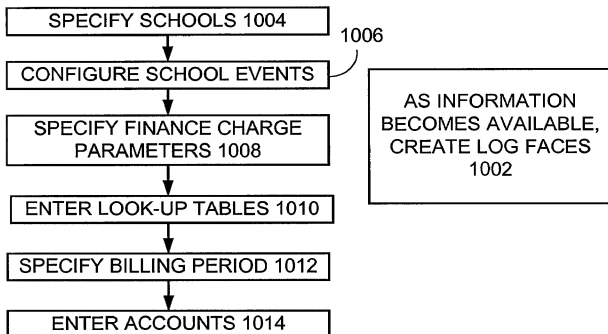 SPECIFY SCHOOLS 1004
1006
CONFIGURE SCHOOL EVENTS
SPECIFY FINANCE CHARGE
PARAMETERS 1008
ENTER LOOK-UP TABLES 1010
SPECIFY BILLING PERIOD 1012
ENTER ACCOUNTS 1014
AS INFORMATION
BECOMES AVAILABLE,
CREATE LOG FACES
1002